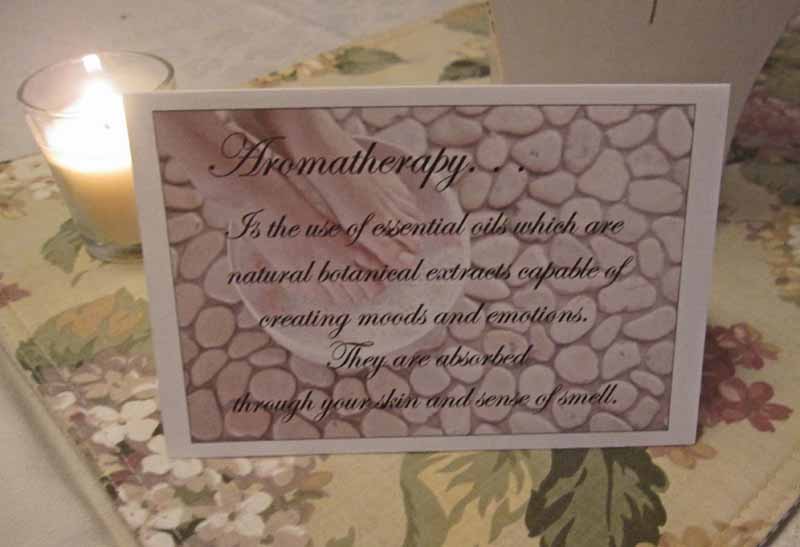 Aromatherapy. . .
Is the use of essential oils which are
natural botanical extracts capable of
creating moods and emotions.
They are absorbed
through your skin and sense of smell.